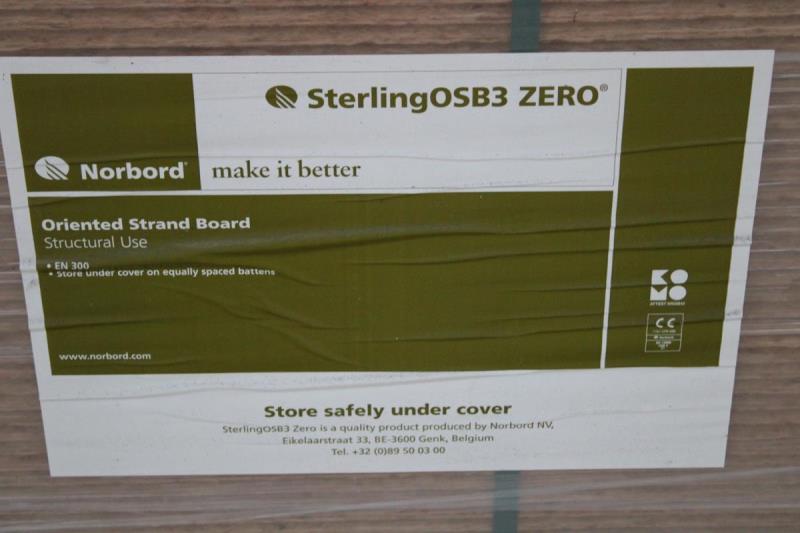 SterlingOSB3 ZERO®
Norbord®
make it better
Oriented Strand Board
Structural Use
• EN 300
• Store under cover on equally spaced battens
www.norbord.com
KOMO
CE
Norbord
Store safely under cover
SterlingOSB3 Zero is a quality product produced by Norbord NV,
Eikelaarstraat 33, BE-3600 Genk, Belgium
Tel. +32 (0)89 50 03 00